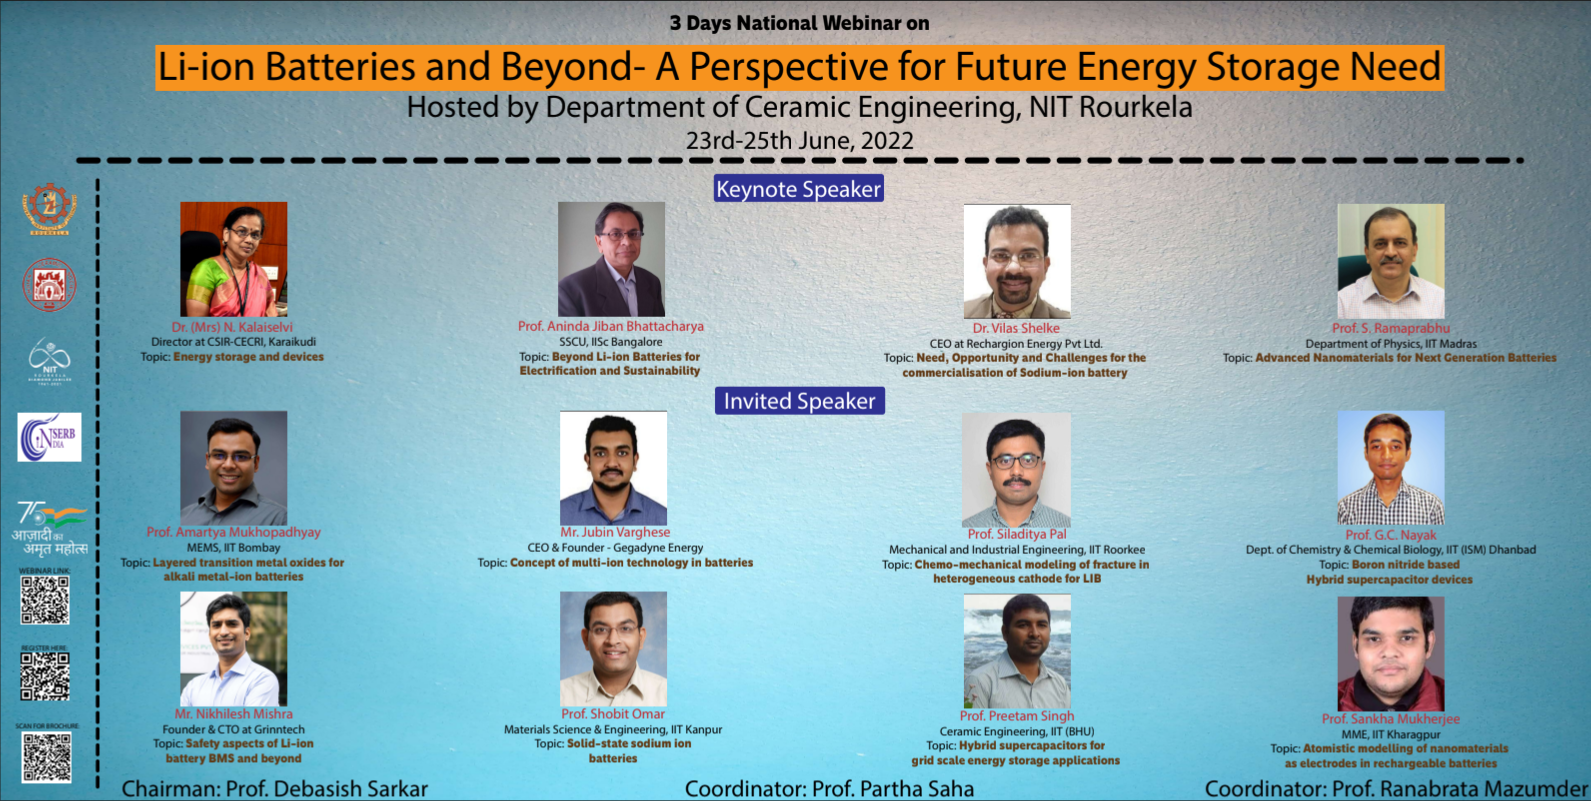 3 Days National Webinar on
Li-ion Batteries and Beyond- A Perspective for Future Energy Storage Need
Hosted by Department of Ceramic Engineering, NIT Rourkela
23rd-25th June, 2022
Keynote Speaker
Dr. (Mrs) N. Kalaiselvi
Director at CSIR-CECRI, Karaikudi
Topic: Energy storage and devices
Prof. Aninda Jiban Bhattacharya
SSCU, IISc Bangalore
Topic: Beyond Li-ion Batteries for
Electrification and Sustainability
Dr. Vilas Shelke
CEO at Rechargion Energy Pvt Ltd.
Topic: Need, Opportunity and Challenges for the
commercialisation of Sodium-ion battery
Prof. S. Ramaprabhu
Department of Physics, IIT Madras
Topic: Advanced Nanomaterials for Next Generation Batteries
Invited Speaker
Prof. Amartya Mukhopadhyay
MEMS, IIT Bombay
Topic: Layered transition metal oxides for
alkali metal-ion batteries
Mr. Jubin Varghese
CEO & Founder - Gegadyne Energy
Topic: Concept of multi-ion technology in batteries
Prof. Siladitya Pal
Mechanical and Industrial Engineering, IIT Roorkee
Topic: Chemo-mechanical modeling of fracture in
heterogeneous cathode for LIB
Prof. G.C. Nayak
Dept. of Chemistry & Chemical Biology, IIT (ISM) Dhanbad
Topic: Boron nitride based
Hybrid supercapacitor devices
Mr. Nikhilesh Mishra
Founder & CTO at Grinntech
Topic: Safety aspects of Li-ion
battery BMS and beyond
Prof. Shobit Omar
Materials Science & Engineering, IIT Kanpur
Topic: Solid-state sodium ion
batteries
Prof. Preetam Singh
Ceramic Engineering, IIT (BHU)
Topic: Hybrid supercapacitors for
grid scale energy storage applications
Prof. Sankha Mukherjee
MME, IIT Kharagpur
Topic: Atomistic modelling of nanomaterials
as electrodes in rechargeable batteries
ROURKELA
NIT
ROURKELA
SERB
INDIA
75
आज़ादी का
अमृत महोत्सव
WEBINAR LINK:
REGISTER HERE:
SCAN FOR BROCHURE:
Chairman: Prof. Debasish Sarkar
Coordinator: Prof. Partha Saha
Coordinator: Prof. Ranabrata Mazumder